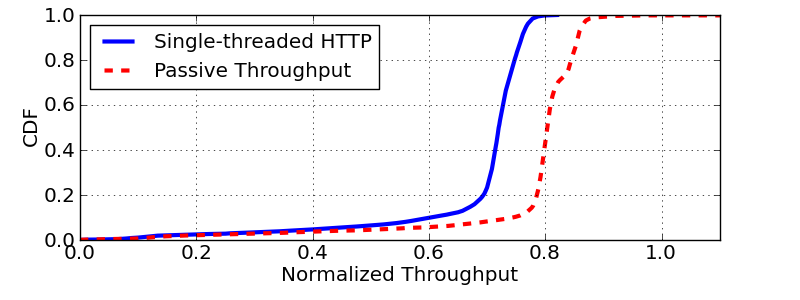 1.0
Single-threaded HTTP
Passive Throughput
0.8
0.6
CDF
0.4
0.2
0.0
0.0 0.2 0.4 0.6 0.8 1.0
Normalized Throughput